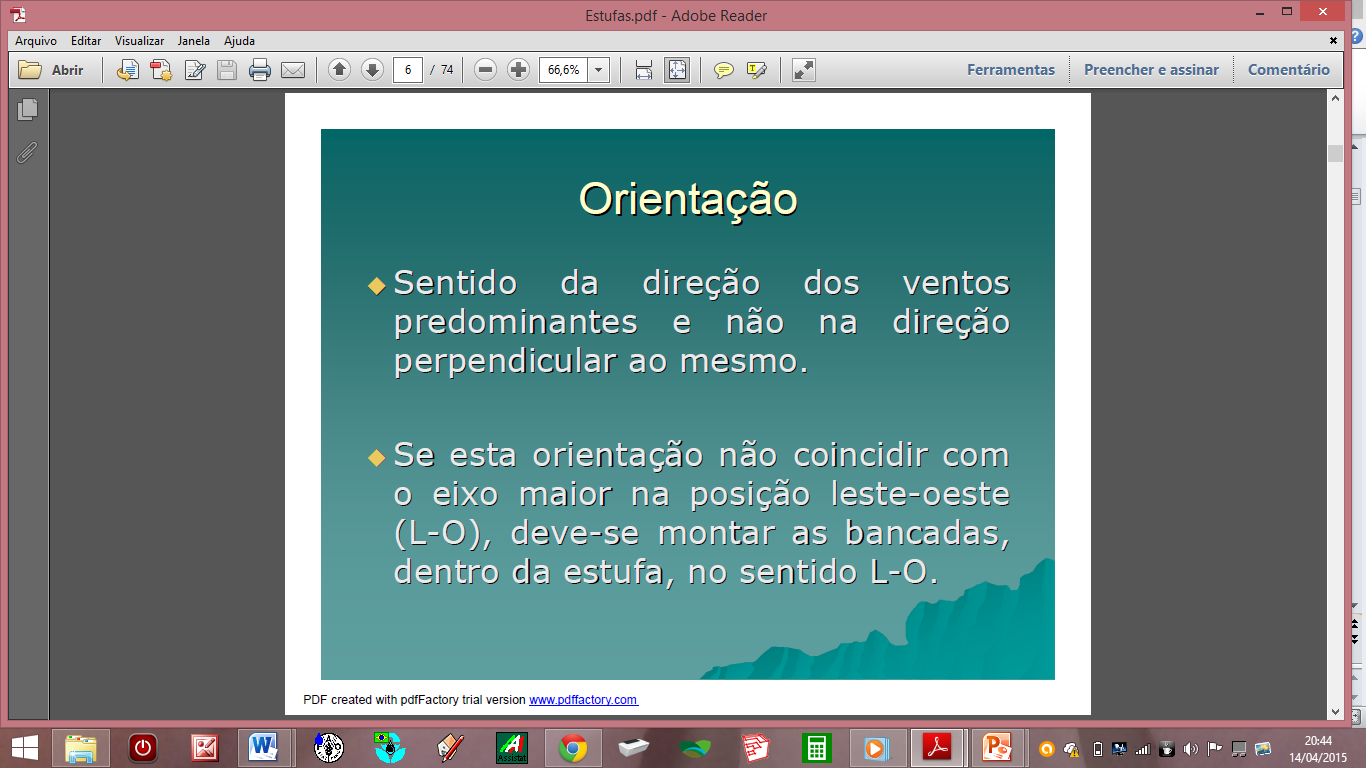 Estufas.pdf - Adobe Reader
Arquivo Editar Visualizar Janela Ajuda
Abrir 6 / 74 66,6% Ferramentas Preencher e assinar Comentário
Orientação
Sentido da direção dos ventos
predominantes e não na direção
perpendicular ao mesmo.
Se esta orientação não coincidir com
o eixo maior na posição leste-oeste
(L-O), deve-se montar as bancadas,
dentro da estufa, no sentido L-O.
PDF created with pdfFactory trial version www.pdffactory.com
Assistat
20:44
14/04/2015